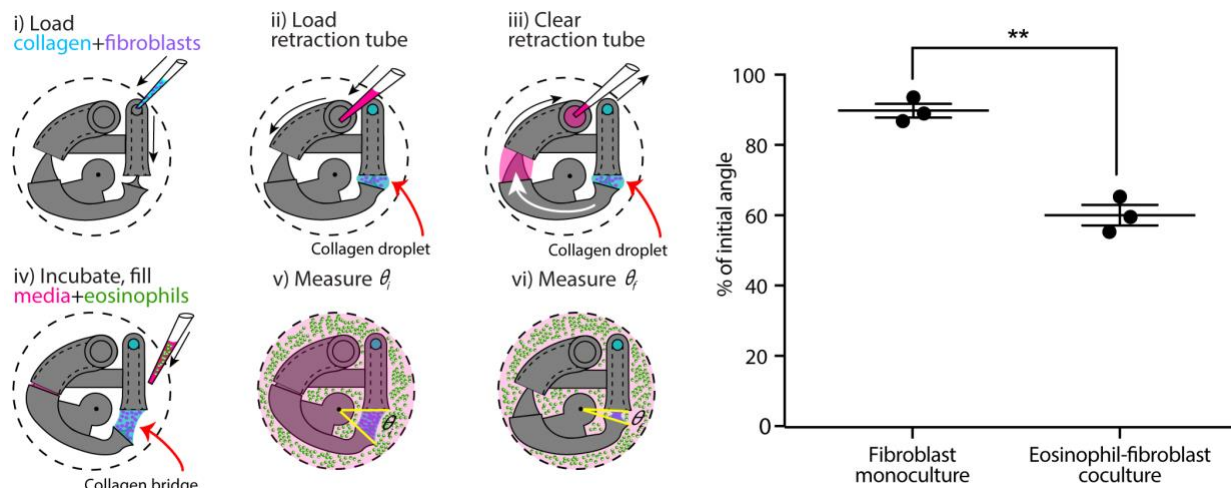 i) Load
collagen+fibroblasts
ii) Load
retraction tube
Collagen droplet
iii) Clear
retraction tube
Collagen droplet
iv) Incubate, fill
media+eosinophils
Collagen bridge
v) Measure θi
θi
vi) Measure θf
θf
**
% of initial angle
100
80
60
40
20
0
Fibroblast
monoculture
Eosinophil-fibroblast
coculture